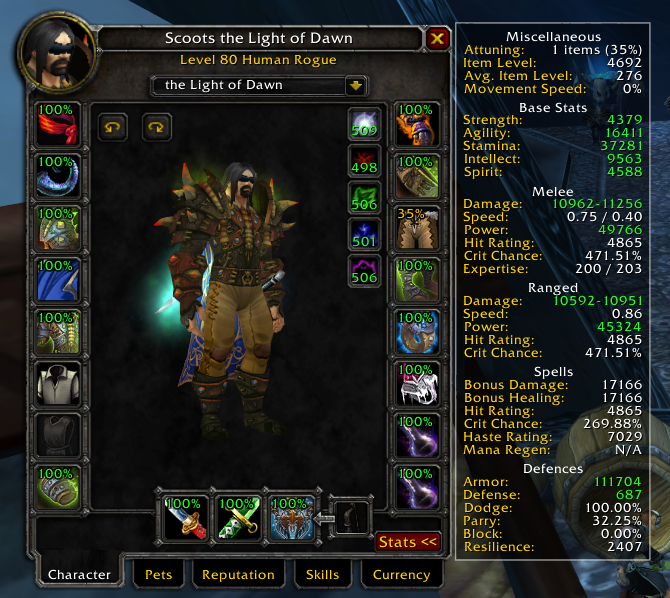 Scoots the Light of Dawn
Level 80 Human Rogue
the Light of Dawn
100%
100%
100%
100%
100%
100%
100%
100%
35%
100%
100%
100%
100%
100%
509
498
506
501
506
100%
100%
100%
Stats <<
Character
Pets
Reputation
Skills
Currency
Miscellaneous
Attuning: 1 items (35%)
Item Level: 4692
Avg. Item Level: 276
Movement Speed: 0%
Base Stats
Strength: 4379
Agility: 16411
Stamina: 37281
Intellect: 9563
Spirit: 4588
Melee
Damage: 10962-11256
Speed: 0.75 / 0.40
Power: 49766
Hit Rating: 4865
Crit Chance: 471.51%
Expertise: 200 / 203
Ranged
Damage: 10592-10951
Speed: 0.86
Power: 45324
Hit Rating: 4865
Crit Chance: 471.51%
Spells
Bonus Damage: 17166
Bonus Healing: 17166
Hit Rating: 4865
Crit Chance: 269.88%
Haste Rating: 7029
Mana Regen: N/A
Defences
Armor: 111704
Defense: 687
Dodge: 100.00%
Parry: 32.25%
Block: 0.00%
Resilience: 2407